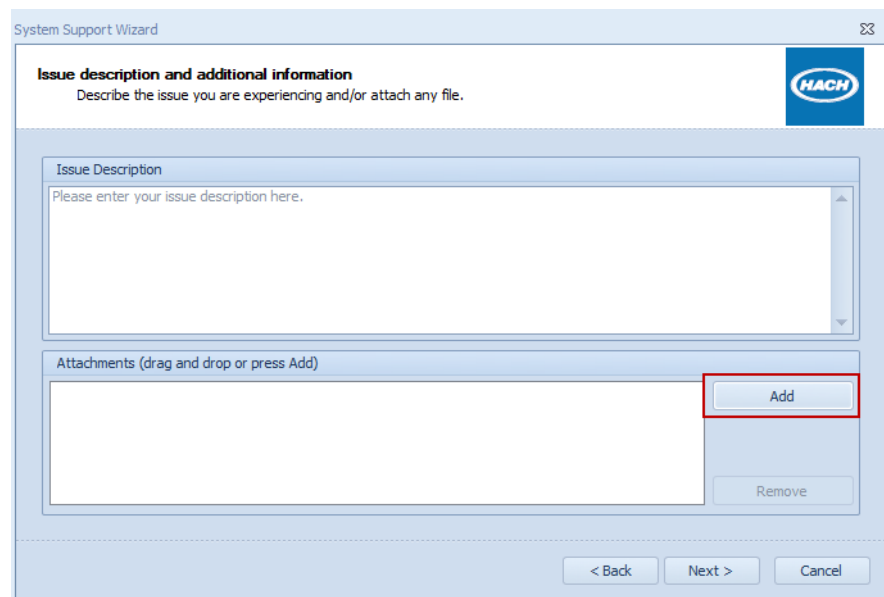 System Support Wizard
Issue description and additional information
Describe the issue you are experiencing and/or attach any file.
HACH
Issue Description
Please enter your issue description here.
Attachments (drag and drop or press Add)
Add
Remove
< Back Next > Cancel